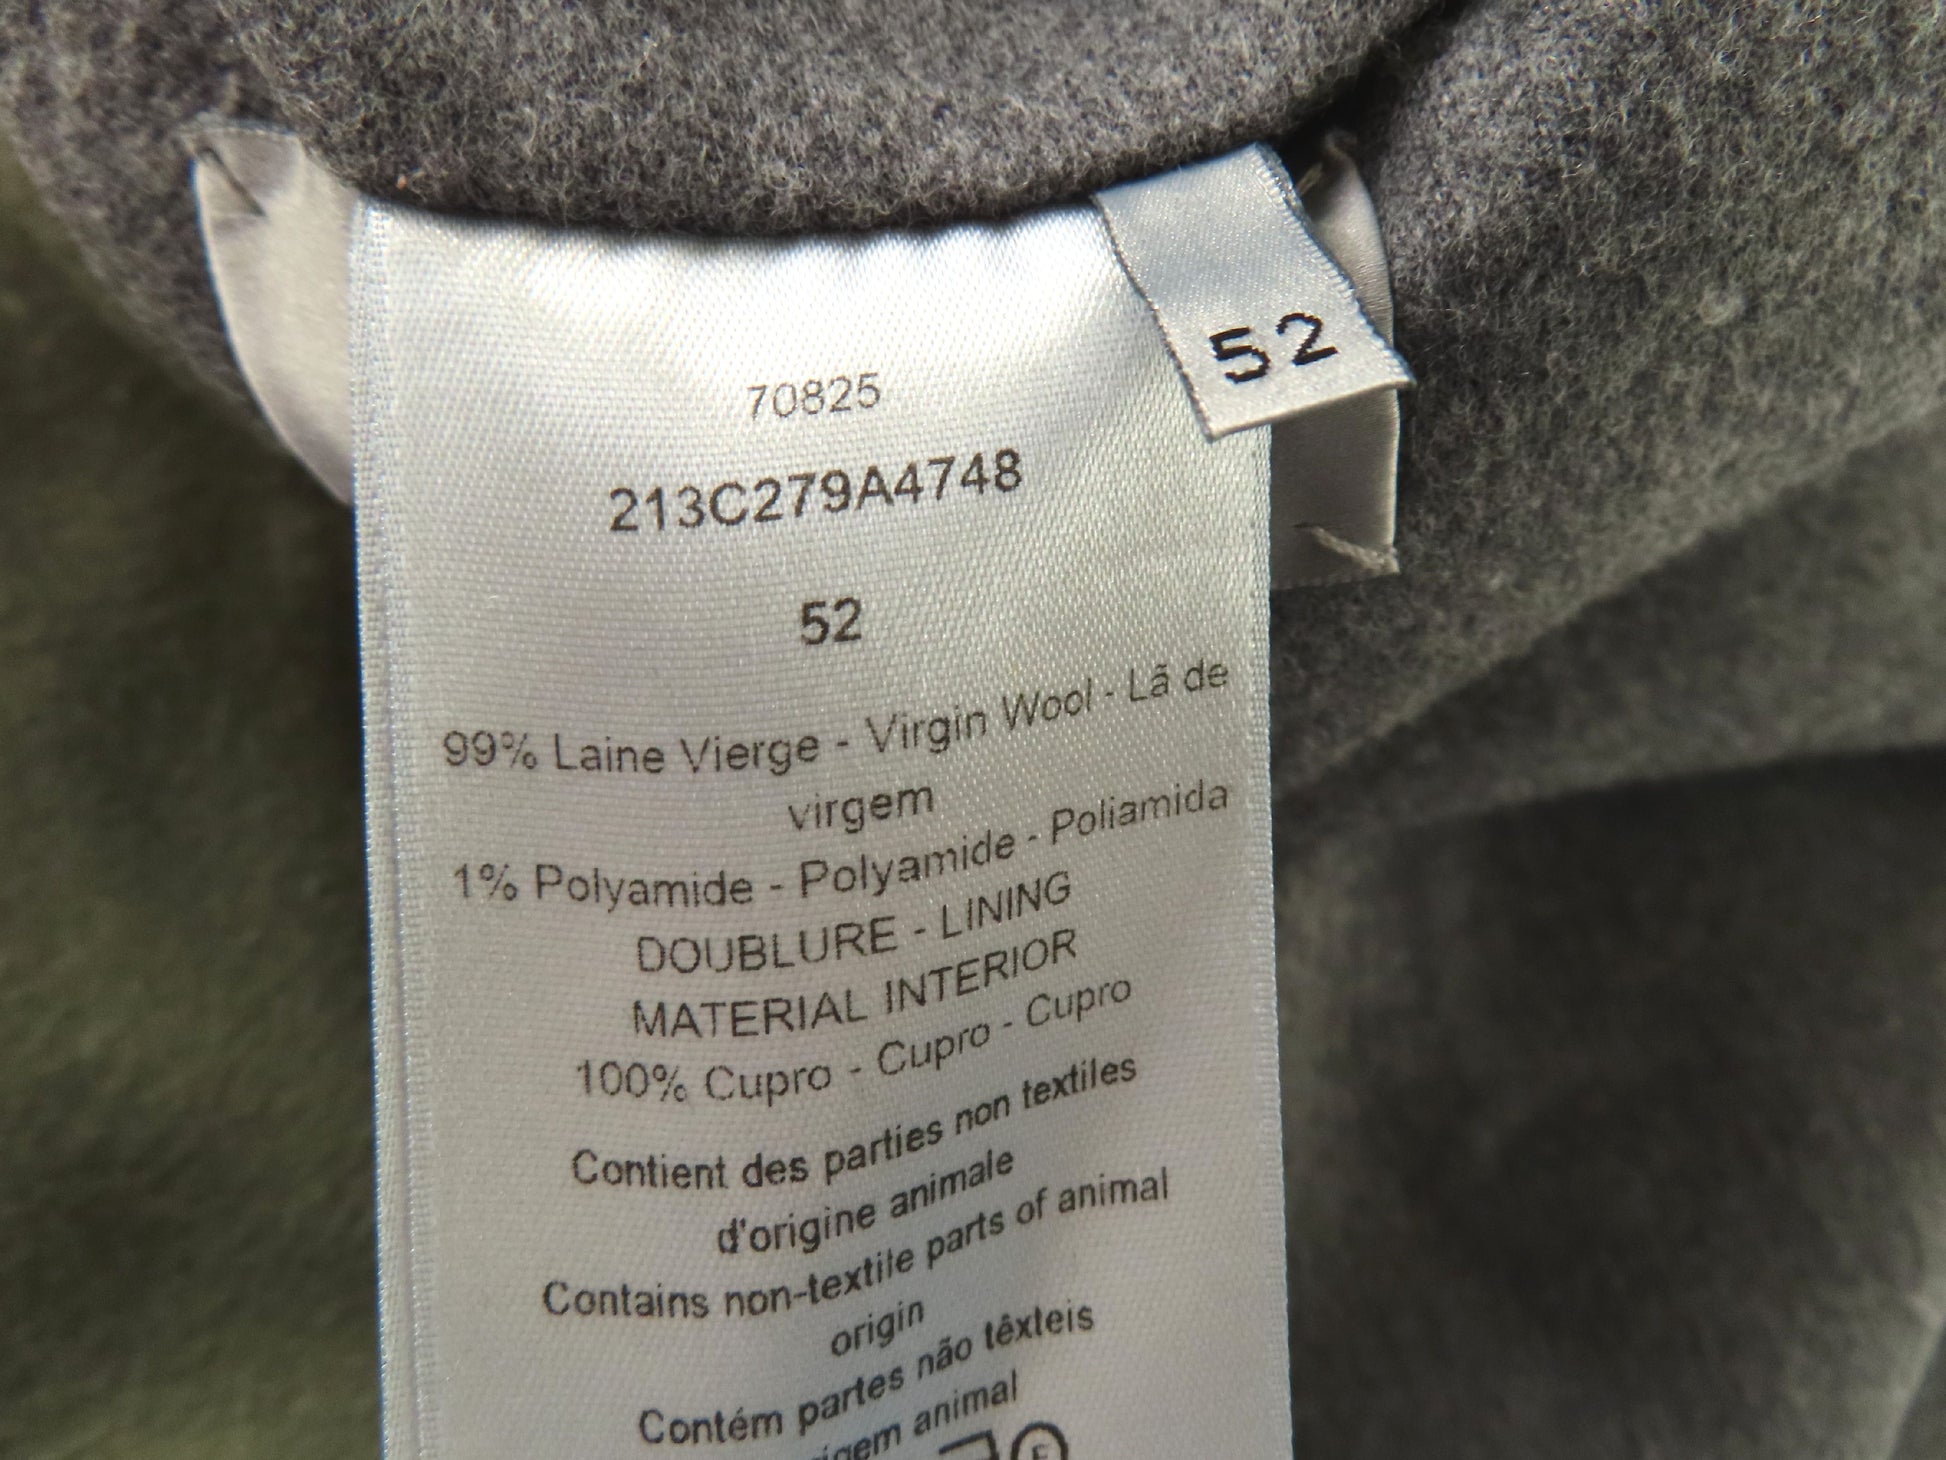 52
70825
213C279A4748
52
99% Laine Vierge - Virgin Wool - Lã de
virgem
1% Polyamide - Polyamide - Poliamida
DOUBLURE - LINING
MATERIAL INTERIOR
100% Cupro - Cupro - Cupro
Contient des parties non textiles
d'origine animale
Contains non-textile parts of animal
origin
Contém partes não têxteis
animal
F